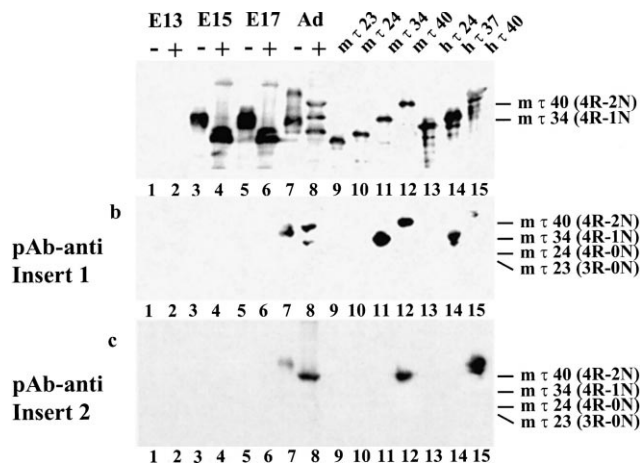 E13 E15 E17 Ad m τ 23 m τ 24 m τ 34 m τ 40 h τ 24 h τ 37 h τ 40
- + - + - + - +
m τ 40 (4R-2N)
m τ 34 (4R-1N
1 2 3 4 5 6 7 8 9 10 11 12 13 14 15
b
pAb-anti
Insert 1
m τ 40 (4R-2N)
m τ 34 (4R-1N)
m τ 24 (4R-0N)
m τ 23 (3R-0N)
1 2 3 4 5 6 7 8 9 10 11 12 13 14 15
c
pAb-anti
Insert 2
m τ 40 (4R-2N)
m τ 34 (4R-1N)
m τ 24 (4R-0N)
m τ 23 (3R-0N)
1 2 3 4 5 6 7 8 9 10 11 12 13 14 15